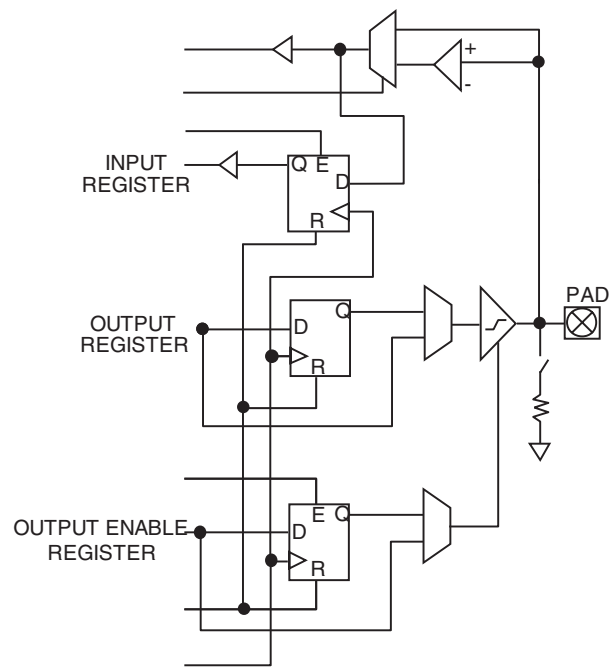 +
-
Q E
D
R
INPUT
REGISTER
PAD
Q
D
R
OUTPUT
REGISTER
E Q
D
R
OUTPUT ENABLE
REGISTER